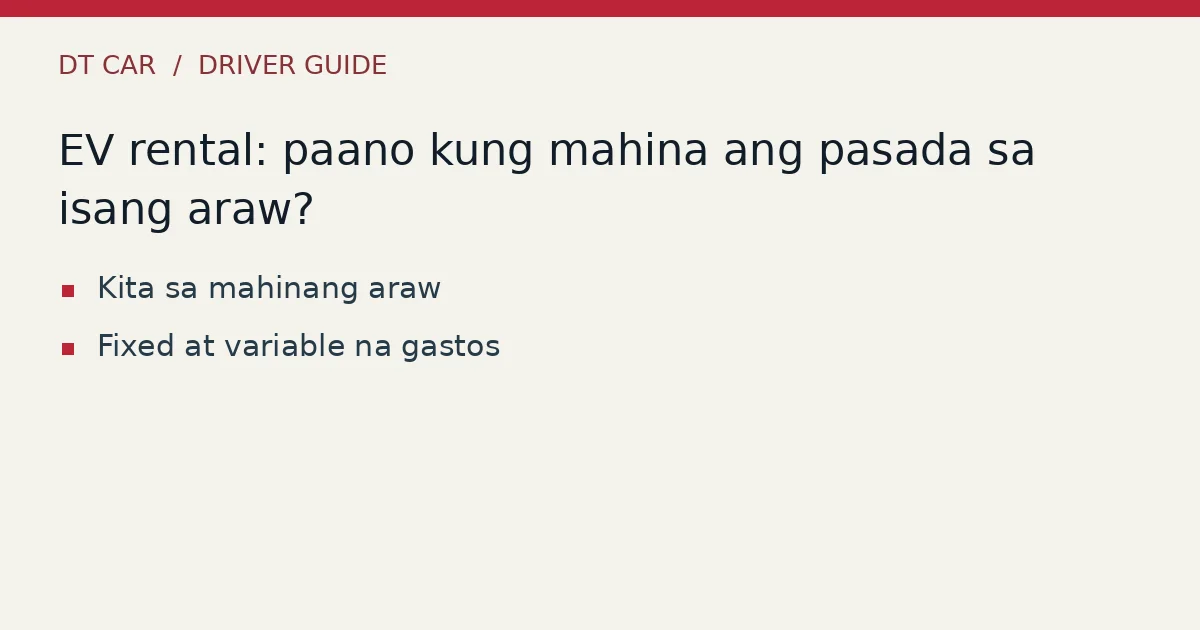 DT CAR / DRIVER GUIDE
EV rental: paano kung mahina ang pasada sa
isang araw?
Kita sa mahinang araw
Fixed at variable na gastos